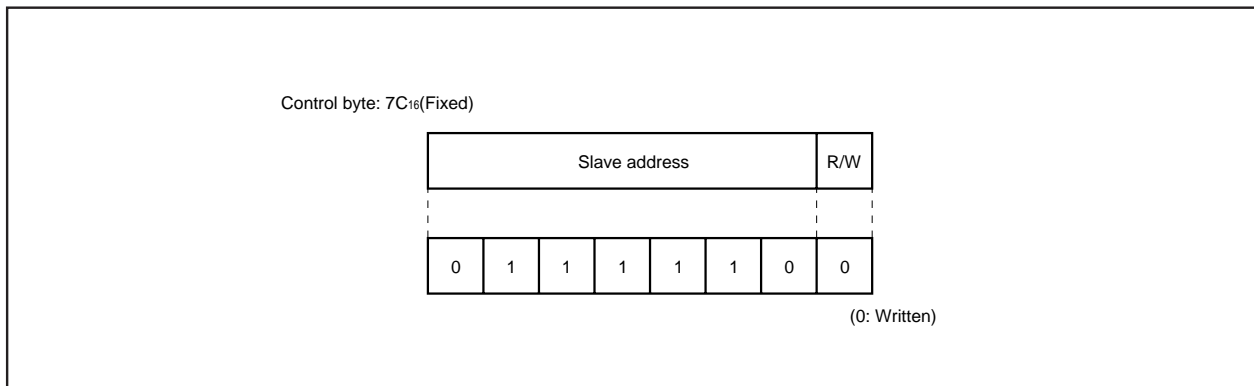 Control byte: 7C₁₆(Fixed)
Slave address R/W
0 1 1 1 1 1 0 0
(0: Written)